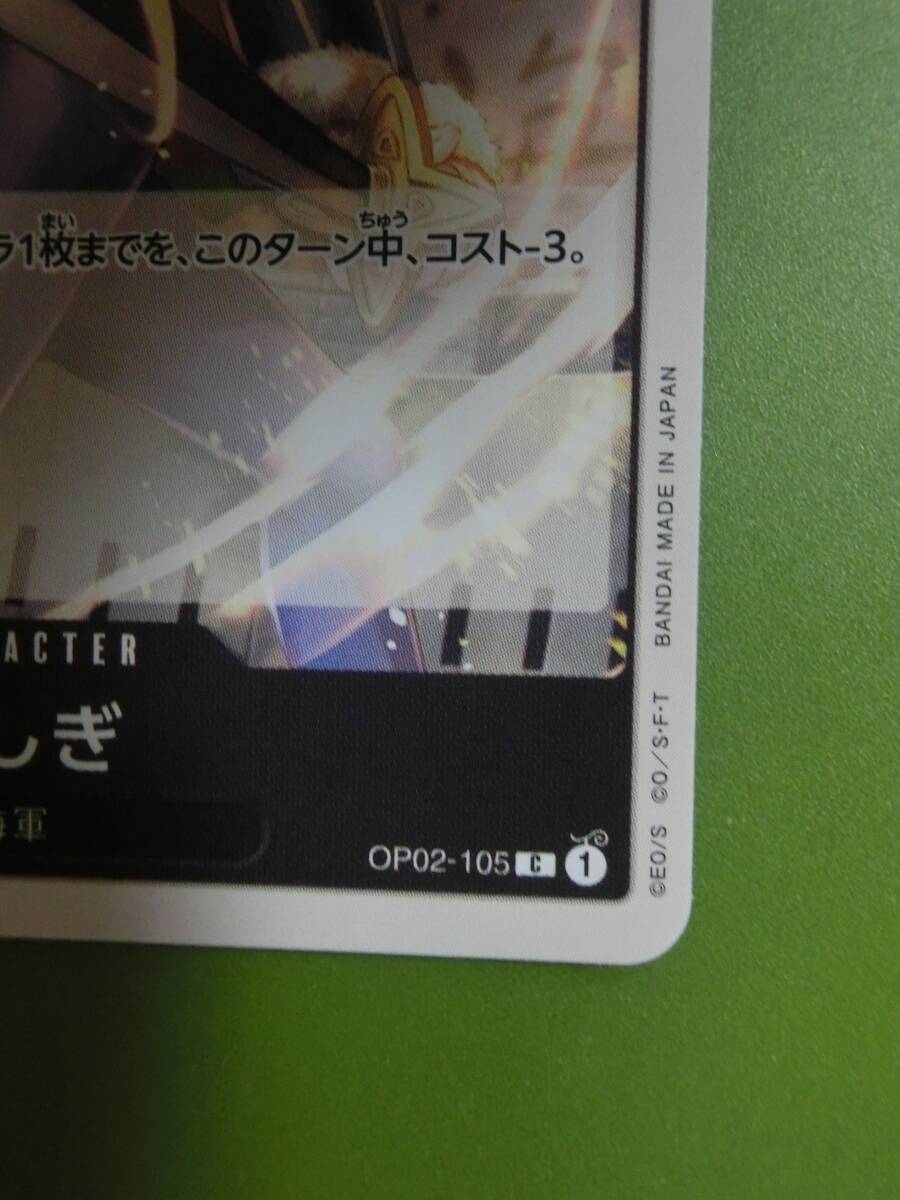 まい ちゅう
ラ1枚までを、このターン中、コスト-3。
ACTER
しぎ
軍
OP02-105 C 1
©EO/S ©O/S・F・T BANDAI MADE IN JAPAN